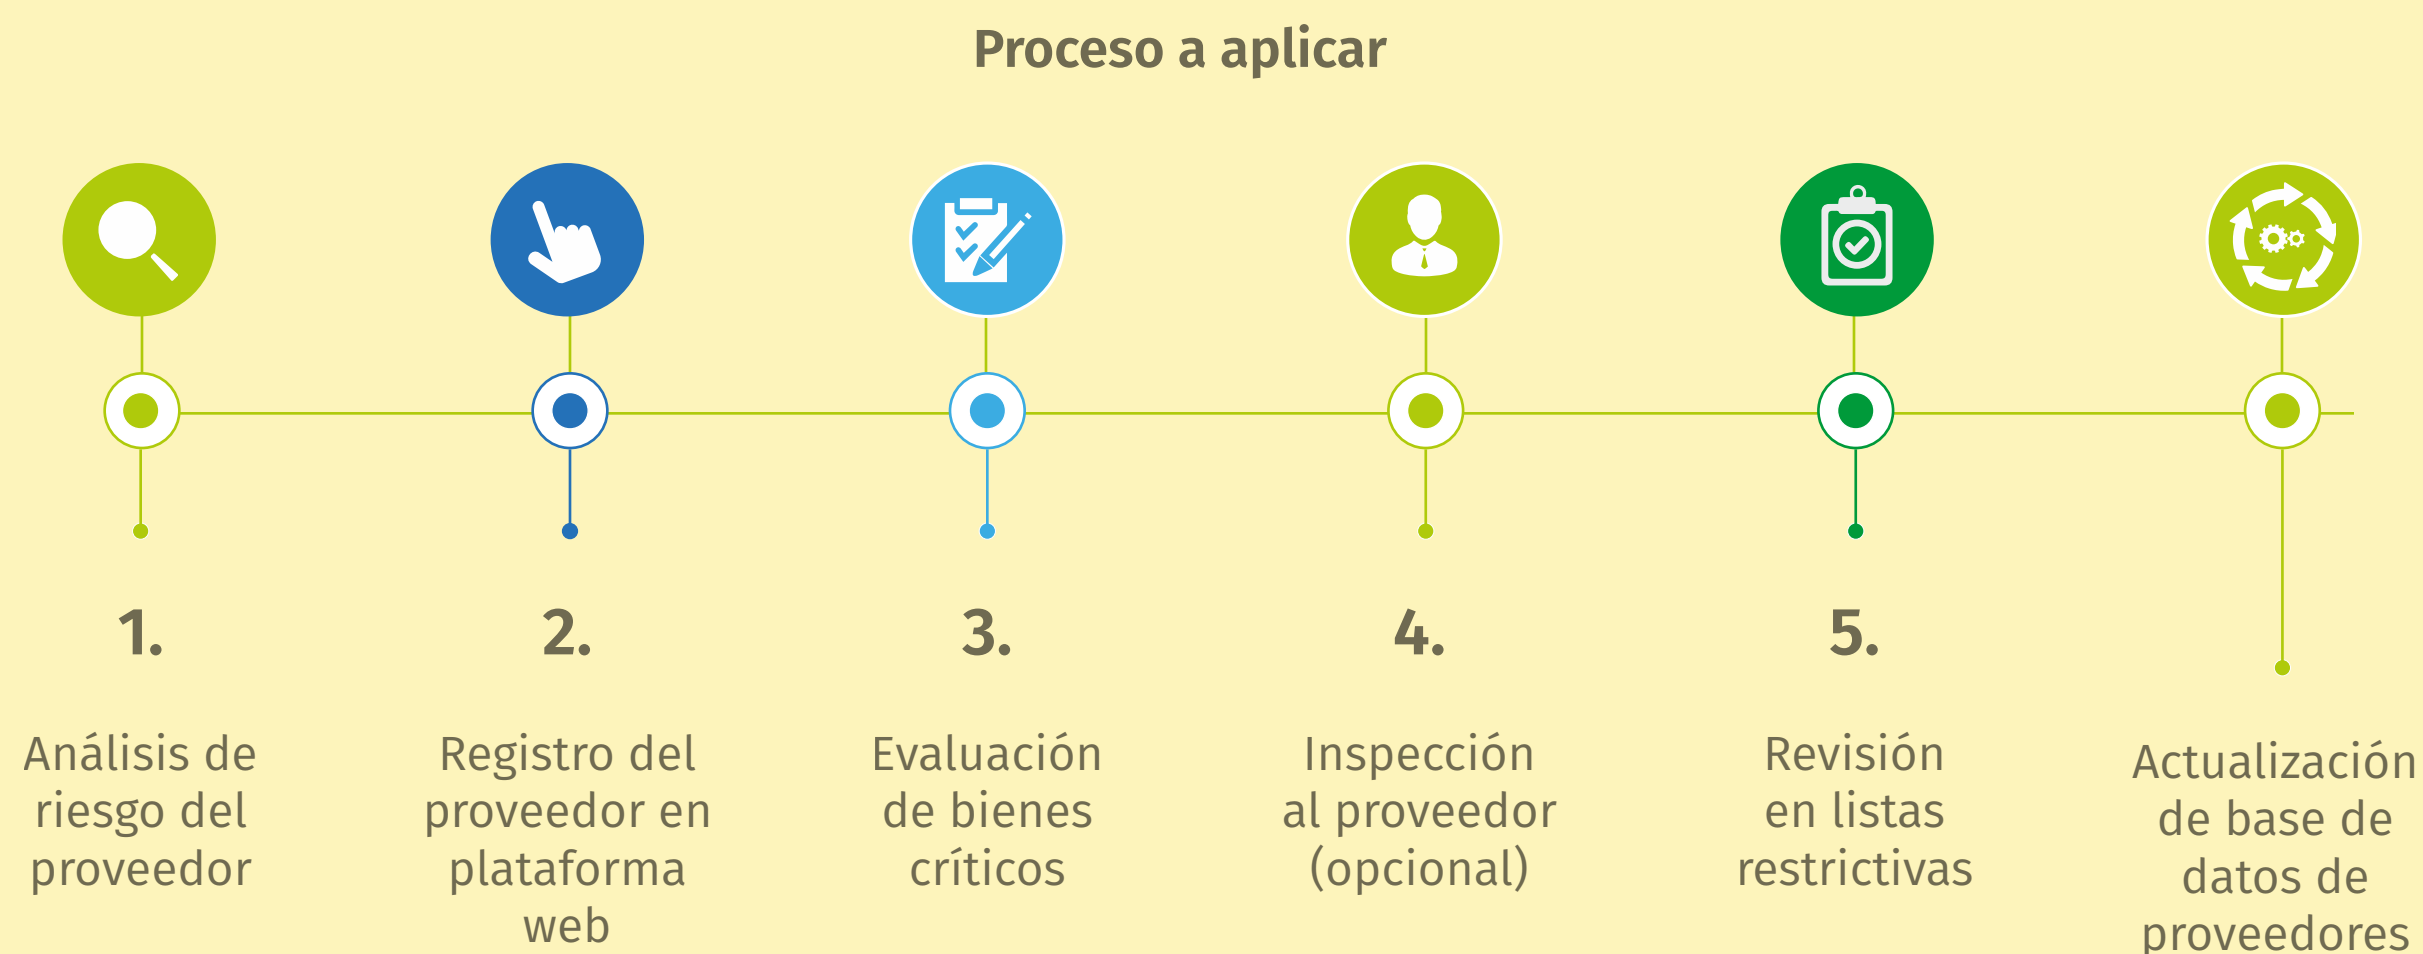 Proceso a aplicar
1.
Análisis de
riesgo del
proveedor
2.
Registro del
proveedor en
plataforma
web
3.
Evaluación
de bienes
críticos
4.
Inspección
al proveedor
(opcional)
5.
Revisión
en listas
restrictivas
Actualización
de base de
datos de
proveedores